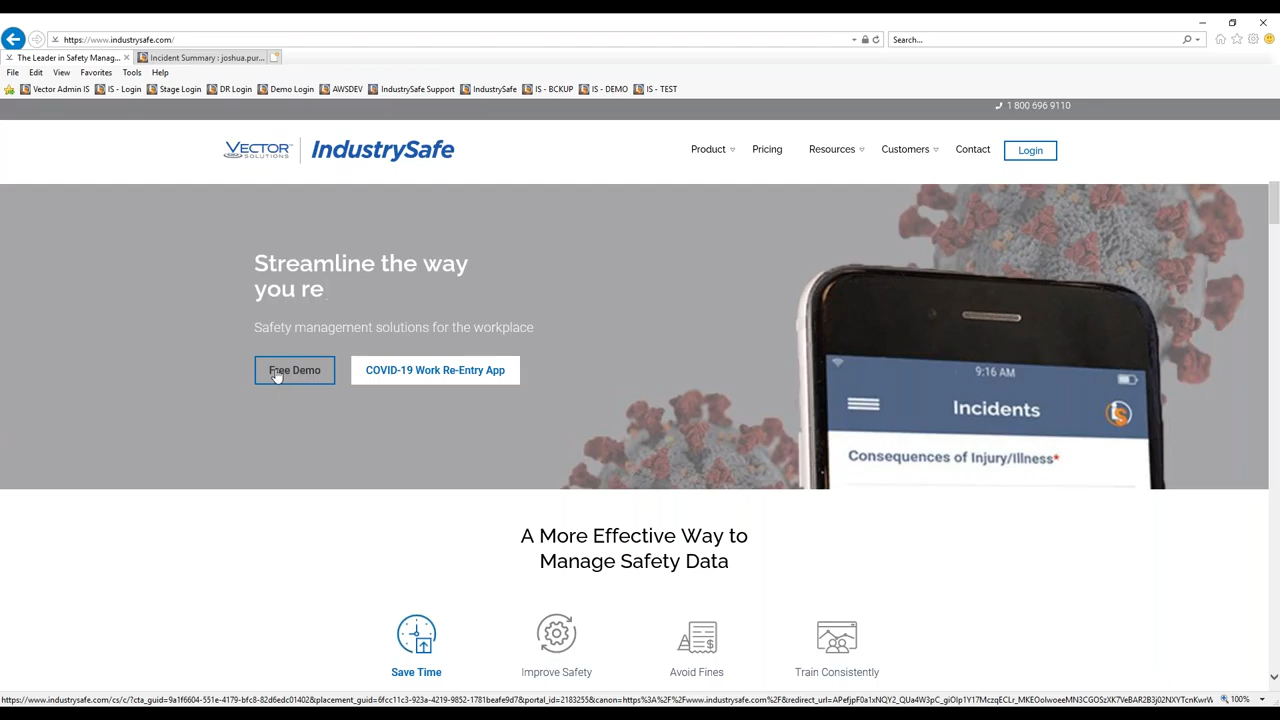 https://www.industrysafe.com/
Search...
The Leader in Safety Manag...
Incident Summary : joshua.pur...
File Edit View Favorites Tools Help
Vector Admin IS IS - Login Stage Login DR Login Demo Login AWSDEV IndustrySafe Support IndustrySafe IS - BCKUP IS - DEMO IS - TEST
1 800 696 9110
VECTOR SOLUTIONS IndustrySafe
Product Pricing Resources Customers Contact Login
Streamline the way
you re
Safety management solutions for the workplace
Free Demo COVID-19 Work Re-Entry App
9:16 AM
Incidents
Consequences of Injury/Illness*
A More Effective Way to
Manage Safety Data
Save Time Improve Safety Avoid Fines Train Consistently
100%